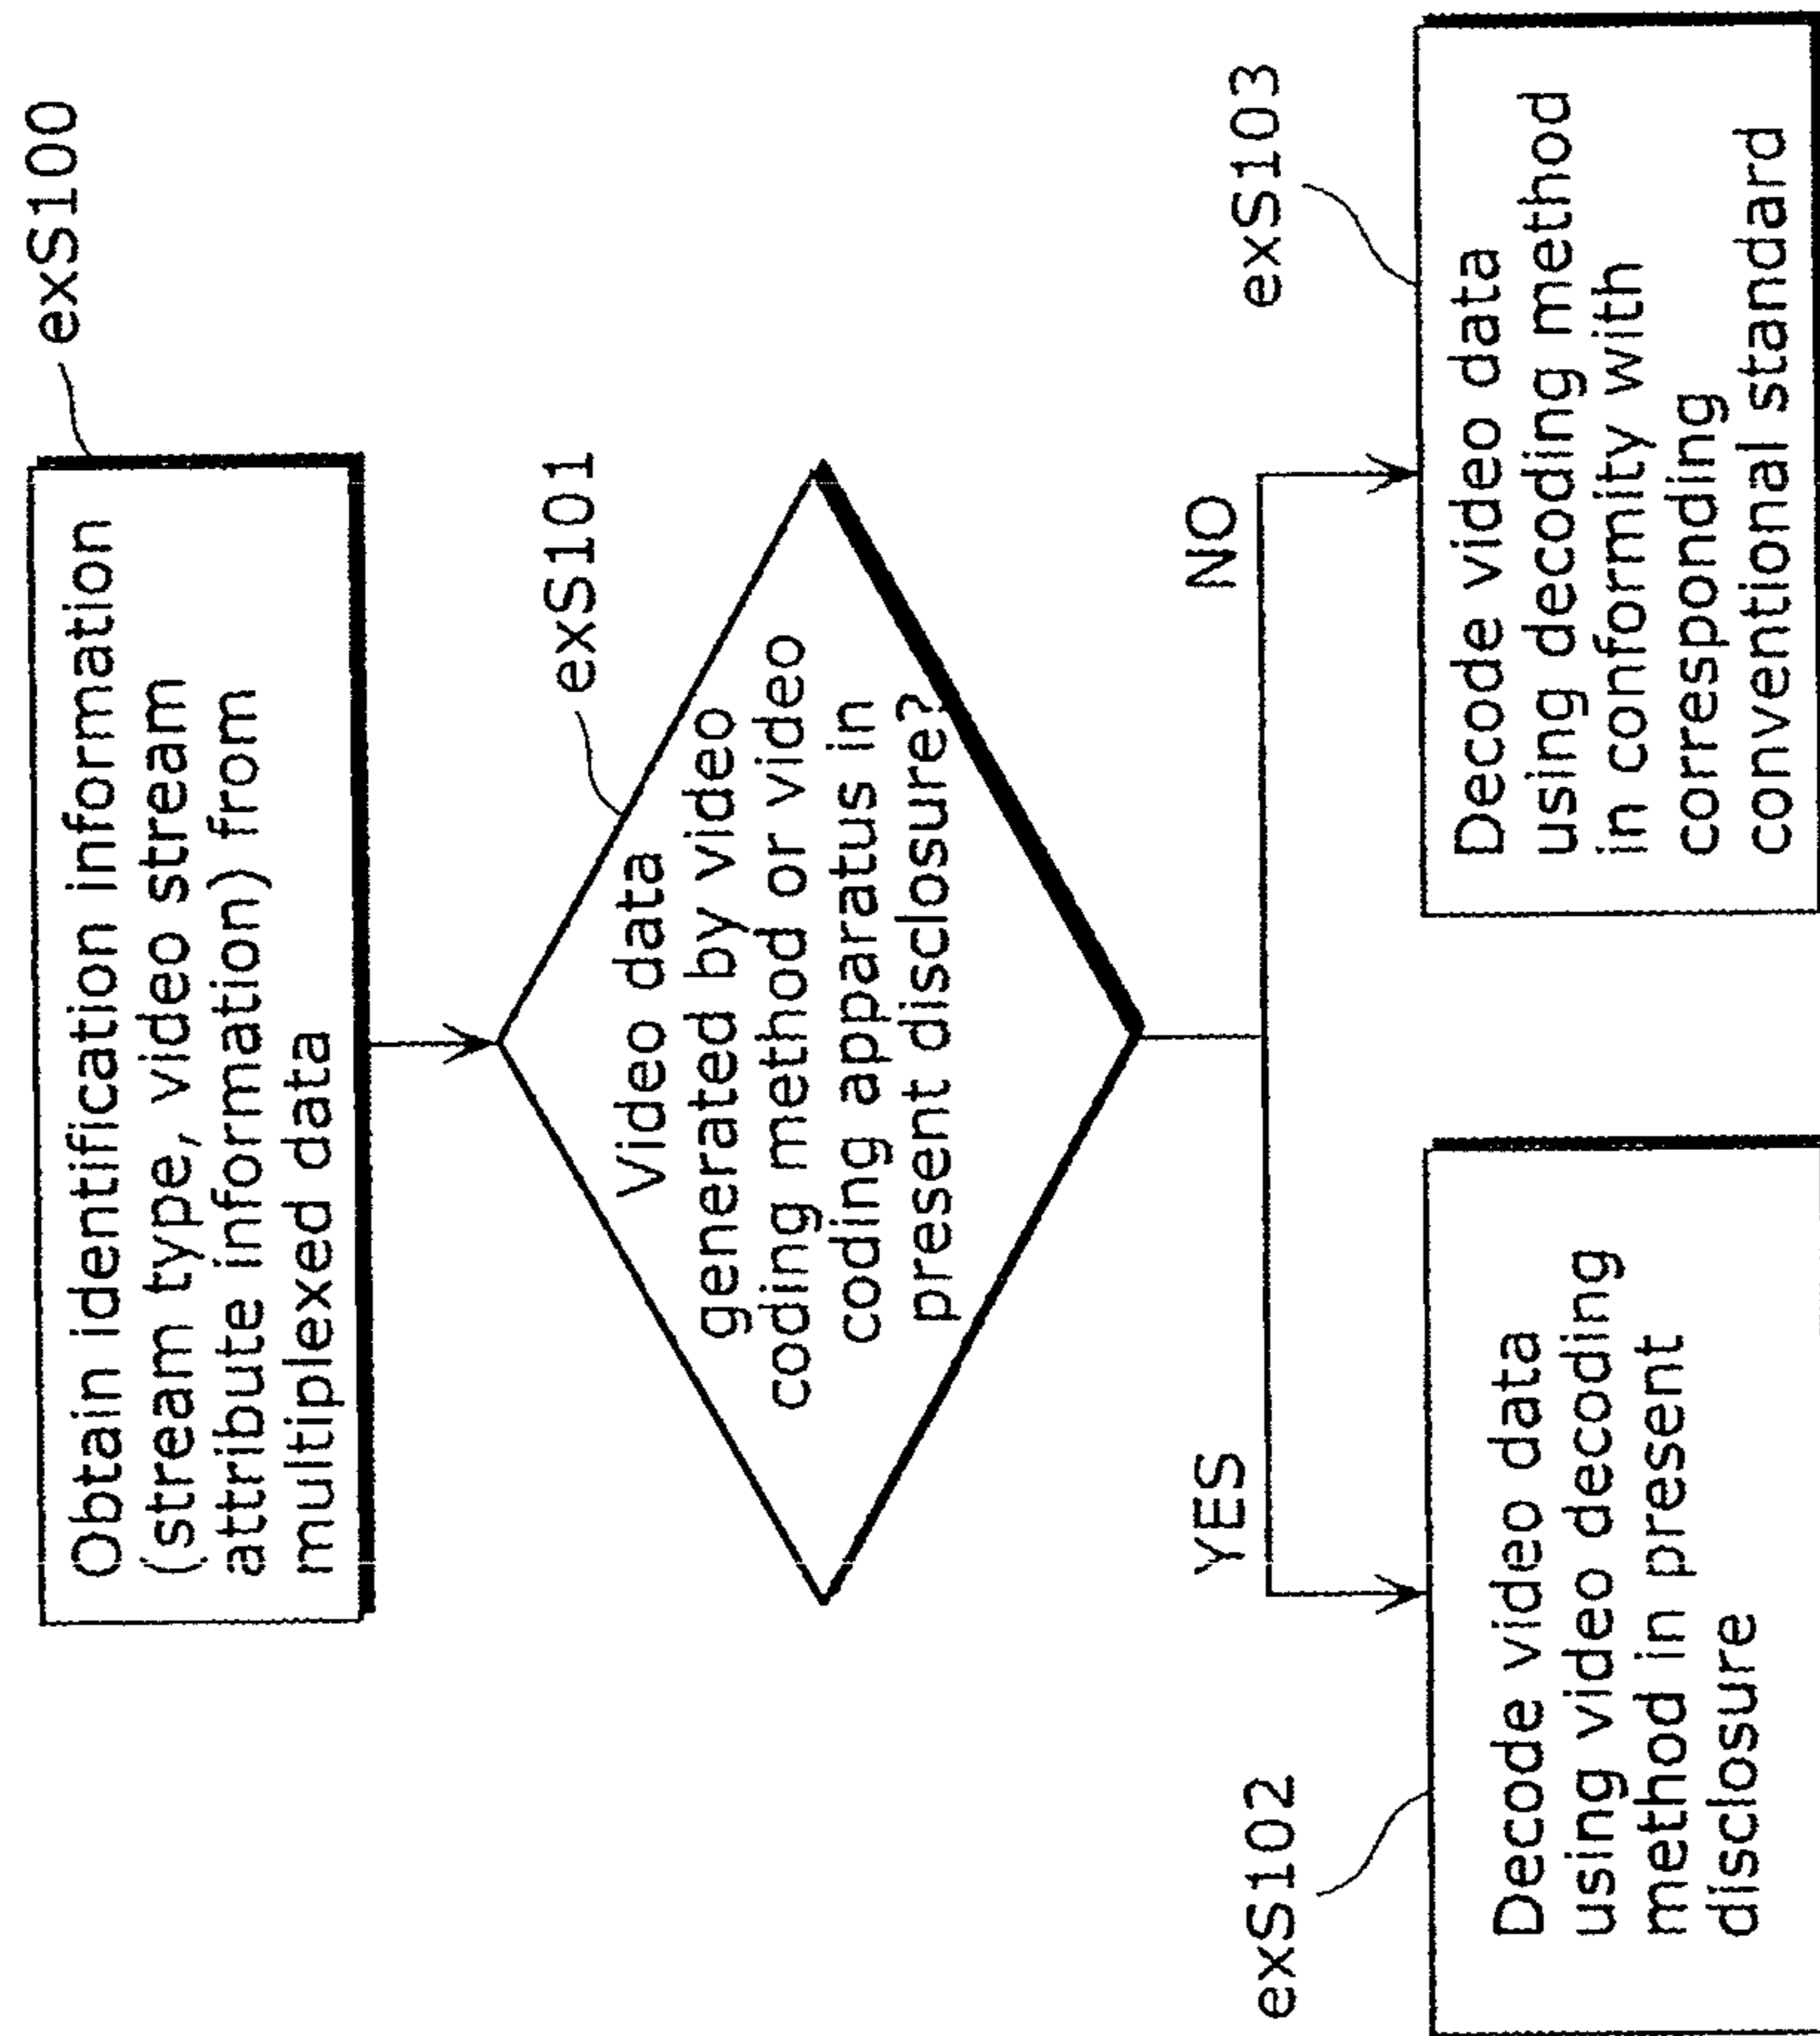 exS100
Obtain identification information
(stream type, video stream
attribute information) from
multiplexed data
exS101
Video data
generated by video
coding method or video
coding apparatus in
present disclosure?
YES
NO
exS102
Decode video data
using video decoding
method in present
disclosure
exS103
Decode video data
using decoding method
in conformity with
corresponding
conventional standard